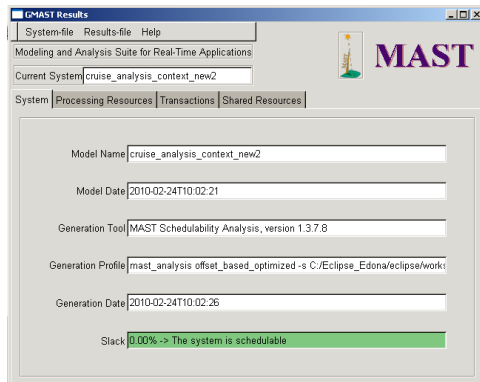 GMAST Results
System-file Results-file Help
Modeling and Analysis Suite for Real-Time Applications
MAST
Current System cruise_analysis_context_new2
System Processing Resources Transactions Shared Resources
Model Name cruise_analysis_context_new2
Model Date 2010-02-24T10:02:21
Generation Tool MAST Schedulability Analysis, version 1.3.7.8
Generation Profile mast_analysis offset_based_optimized -s C:/Eclipse_Edona/eclipse/works
Generation Date 2010-02-24T10:02:26
Slack 0.00% -> The system is schedulable